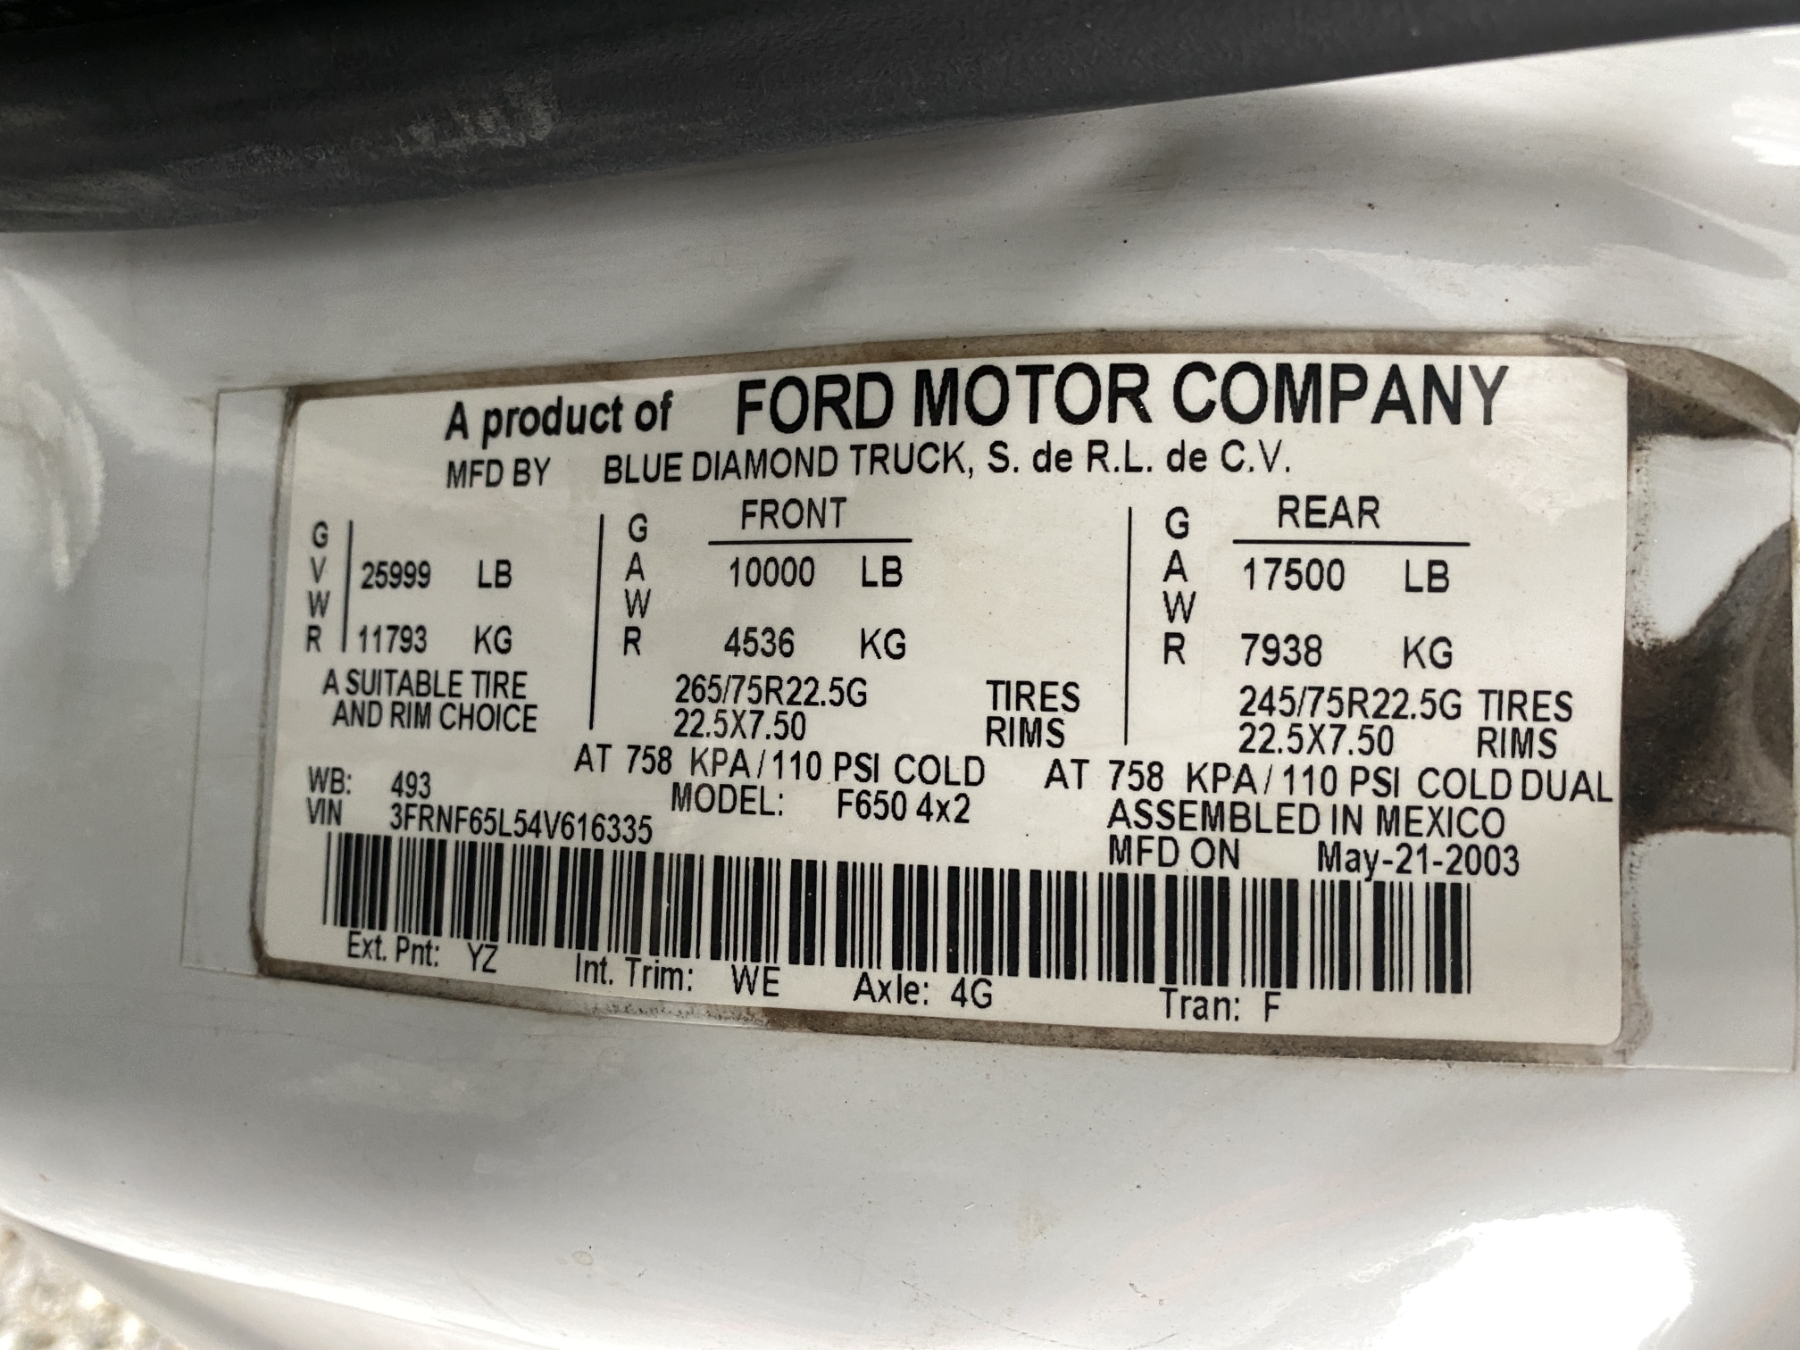 A product of FORD MOTOR COMPANY
MFD BY BLUE DIAMOND TRUCK, S. de R.L. de C.V.
GVWR 25999 LB 11793 KG
A SUITABLE TIRE
AND RIM CHOICE
GAWR FRONT 10000 LB 4536 KG
265/75R22.5G TIRES
22.5X7.50 RIMS
AT 758 KPA/110 PSI COLD
GAWR REAR 17500 LB 7938 KG
245/75R22.5G TIRES
22.5X7.50 RIMS
AT 758 KPA/110 PSI COLD DUAL
WB: 493 MODEL: F650 4x2 ASSEMBLED IN MEXICO
VIN 3FRNF65L54V616335 MFD ON May-21-2003
Ext. Pnt: YZ Int. Trim: WE Axle: 4G Tran: F